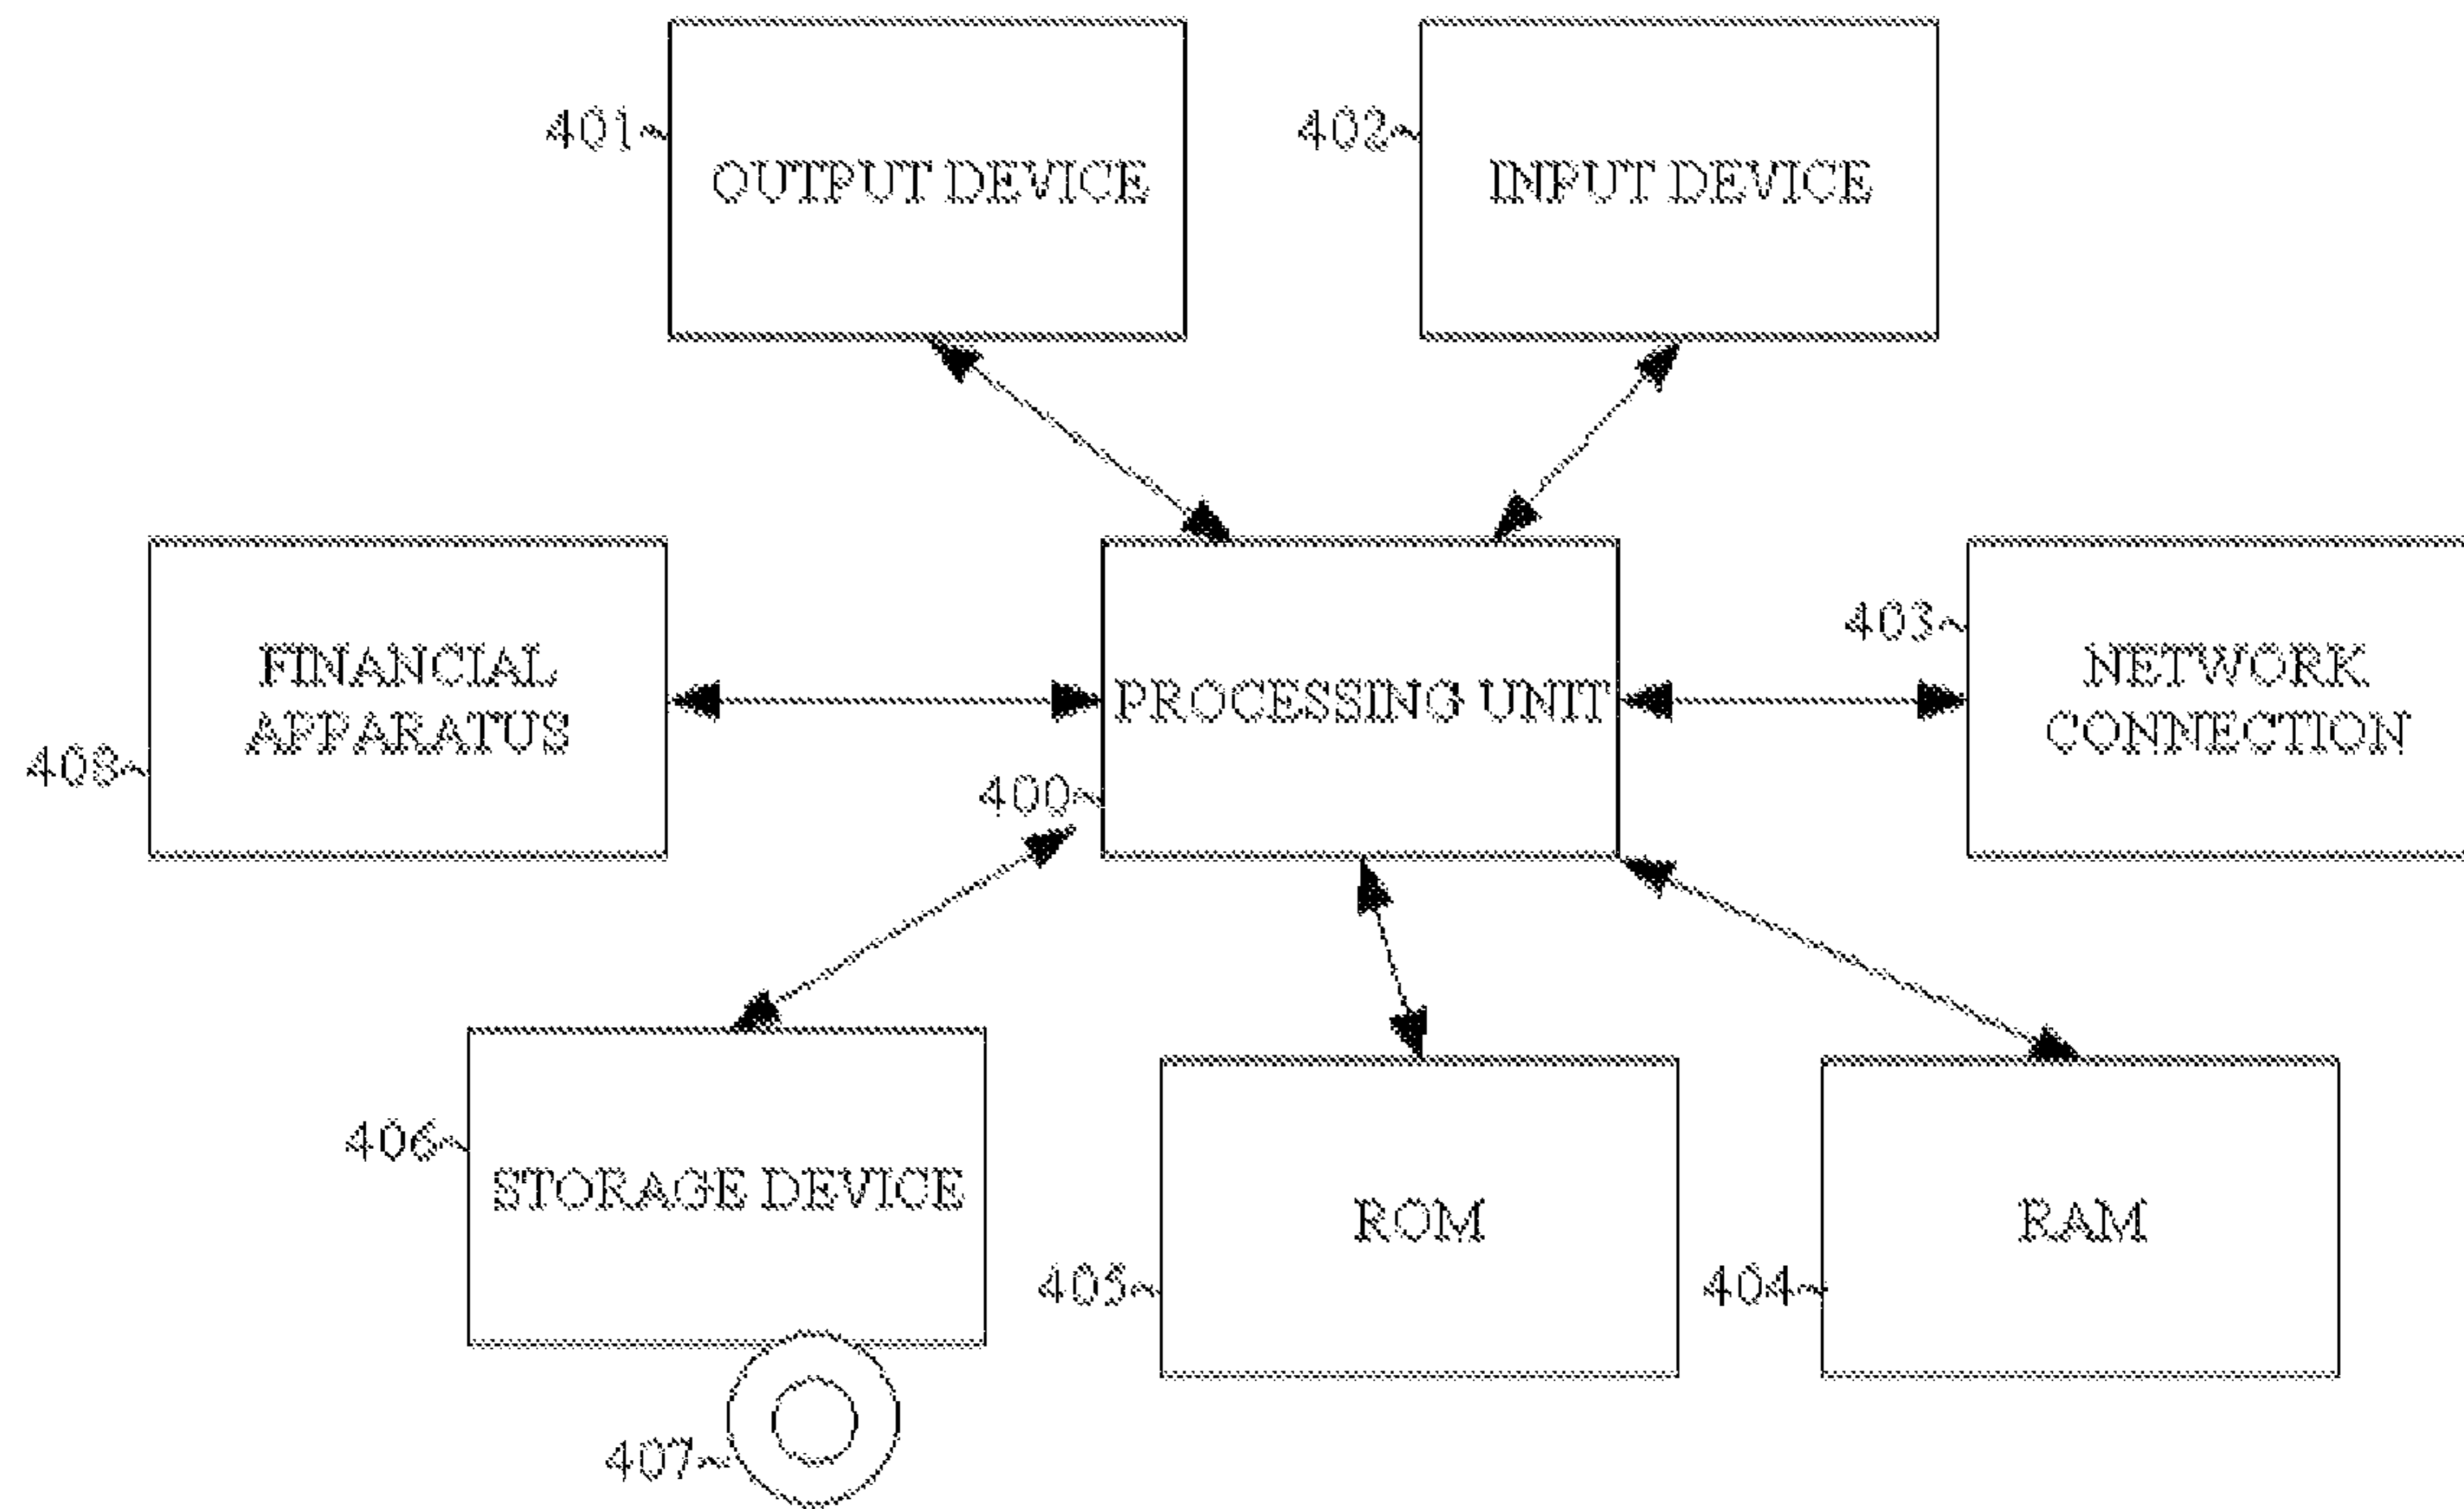 401~
OUTPUT DEVICE
402~
INPUT DEVICE
408~
FINANCIAL
APPARATUS
PROCESSING UNIT
400~
403~
NETWORK
CONNECTION
406~
STORAGE DEVICE
407~
405~
ROM
404~
RAM